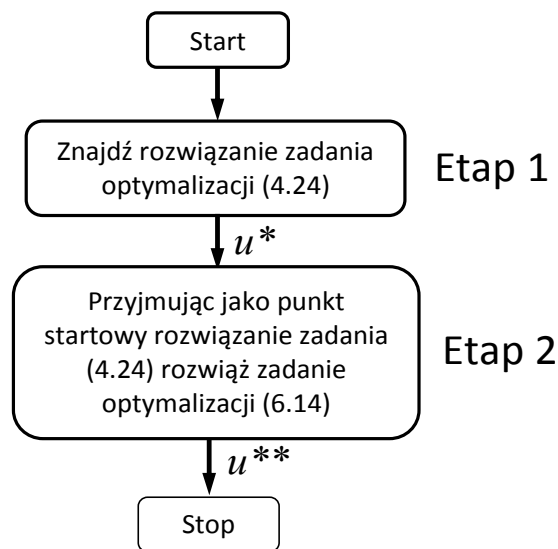 Start
Znajdź rozwiązanie zadania
optymalizacji (4.24)
Etap 1
u*
Przyjmując jako punkt
startowy rozwiązanie zadania
(4.24) rozwiąż zadanie
optymalizacji (6.14)
Etap 2
u**
Stop